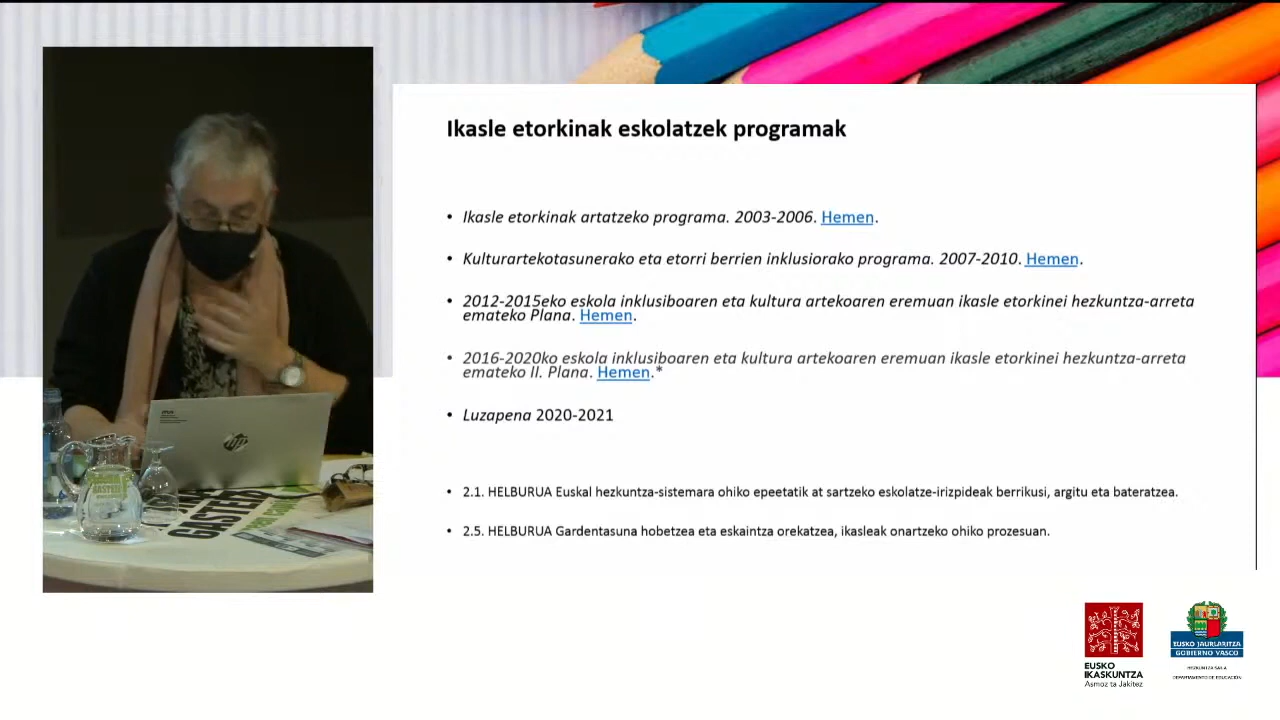 Ikasle etorkinak eskolatzek programak
• Ikasle etorkinak artatzeko programa. 2003-2006. Hemen.
• Kulturartekotasunerako eta etorri berrien inklusiorako programa. 2007-2010. Hemen.
• 2012-2015eko eskola inklusiboaren eta kultura artekoaren eremuan ikasle etorkinei hezkuntza-arreta
emateko Plana. Hemen.
• 2016-2020ko eskola inklusiboaren eta kultura artekoaren eremuan ikasle etorkinei hezkuntza-arreta
emateko II. Plana. Hemen.*
• Luzapena 2020-2021
• 2.1. HELBURUA Euskal hezkuntza-sistemara ohiko epeetatik at sartzeko eskolatze-irizpideak berrikusi, argitu eta bateratzea.
• 2.5. HELBURUA Gardentasuna hobetzea eta eskaintza orekatzea, ikasleak onartzeko ohiko prozesuan.
hp
GASTEIZ
EUSKO
IKASKUNTZA
Asmoz ta Jakitez
EUSKO JAURLARITZA
GOBIERNO VASCO
HEZKUNTZA SAILA
DEPARTAMENTO DE EDUCACIÓN